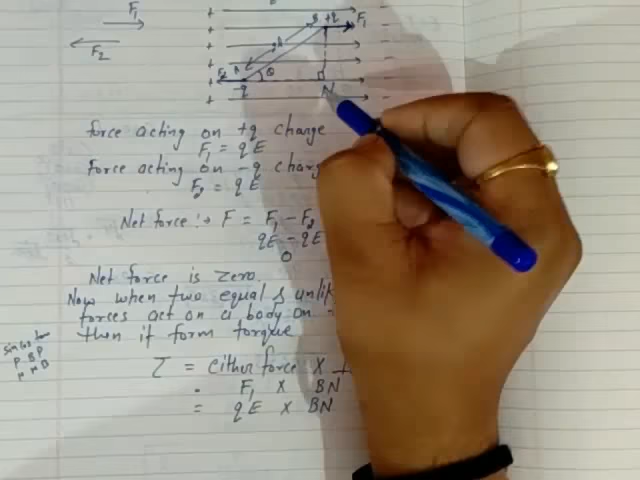 F₁
F₂
+q F₁
θ
-q N
force acting on +q charge
F₁ = qE
force acting on -q
F₂ = qE
Net force :→ F = F₁ - F₂
qE - qE
0
Net force is zero
Now when two equal &
forces act on a body on
then it form torque
τ = either force ×
= F₁ × BN
= qE × BN